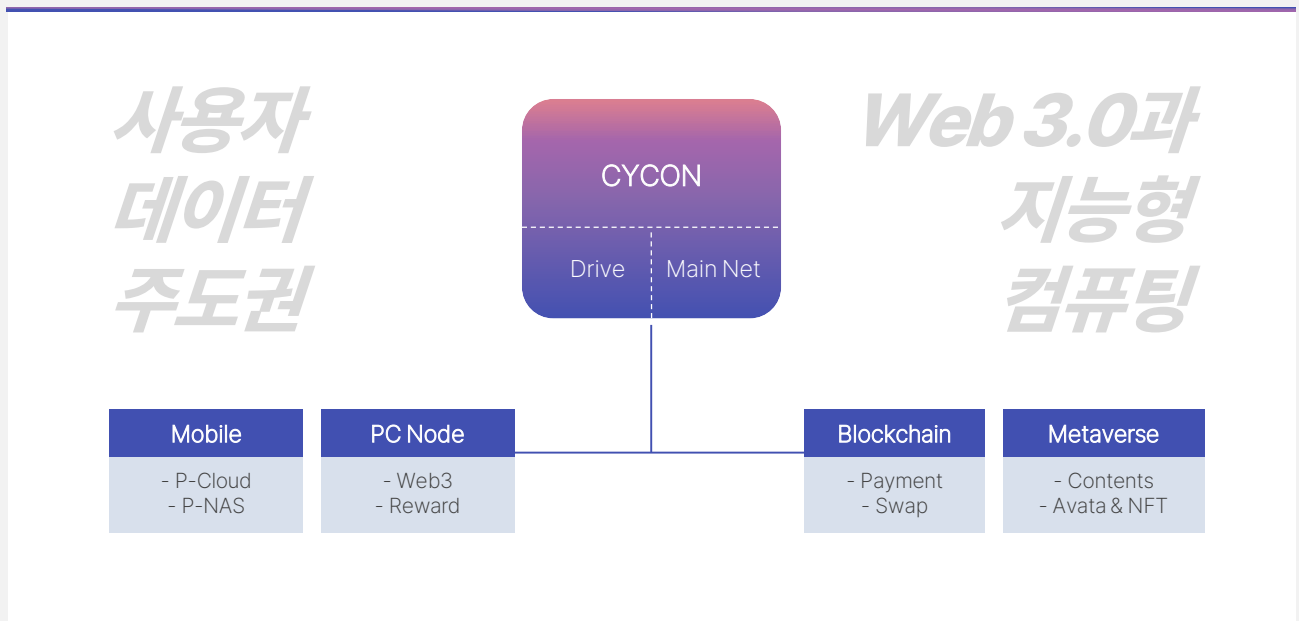 사용자
데이터
주도권
CYCON
Drive
Main Net
Web 3.0과
지능형
컴퓨팅
Mobile
- P-Cloud
- P-NAS
PC Node
- Web3
- Reward
Blockchain
- Payment
- Swap
Metaverse
- Contents
- Avata & NFT